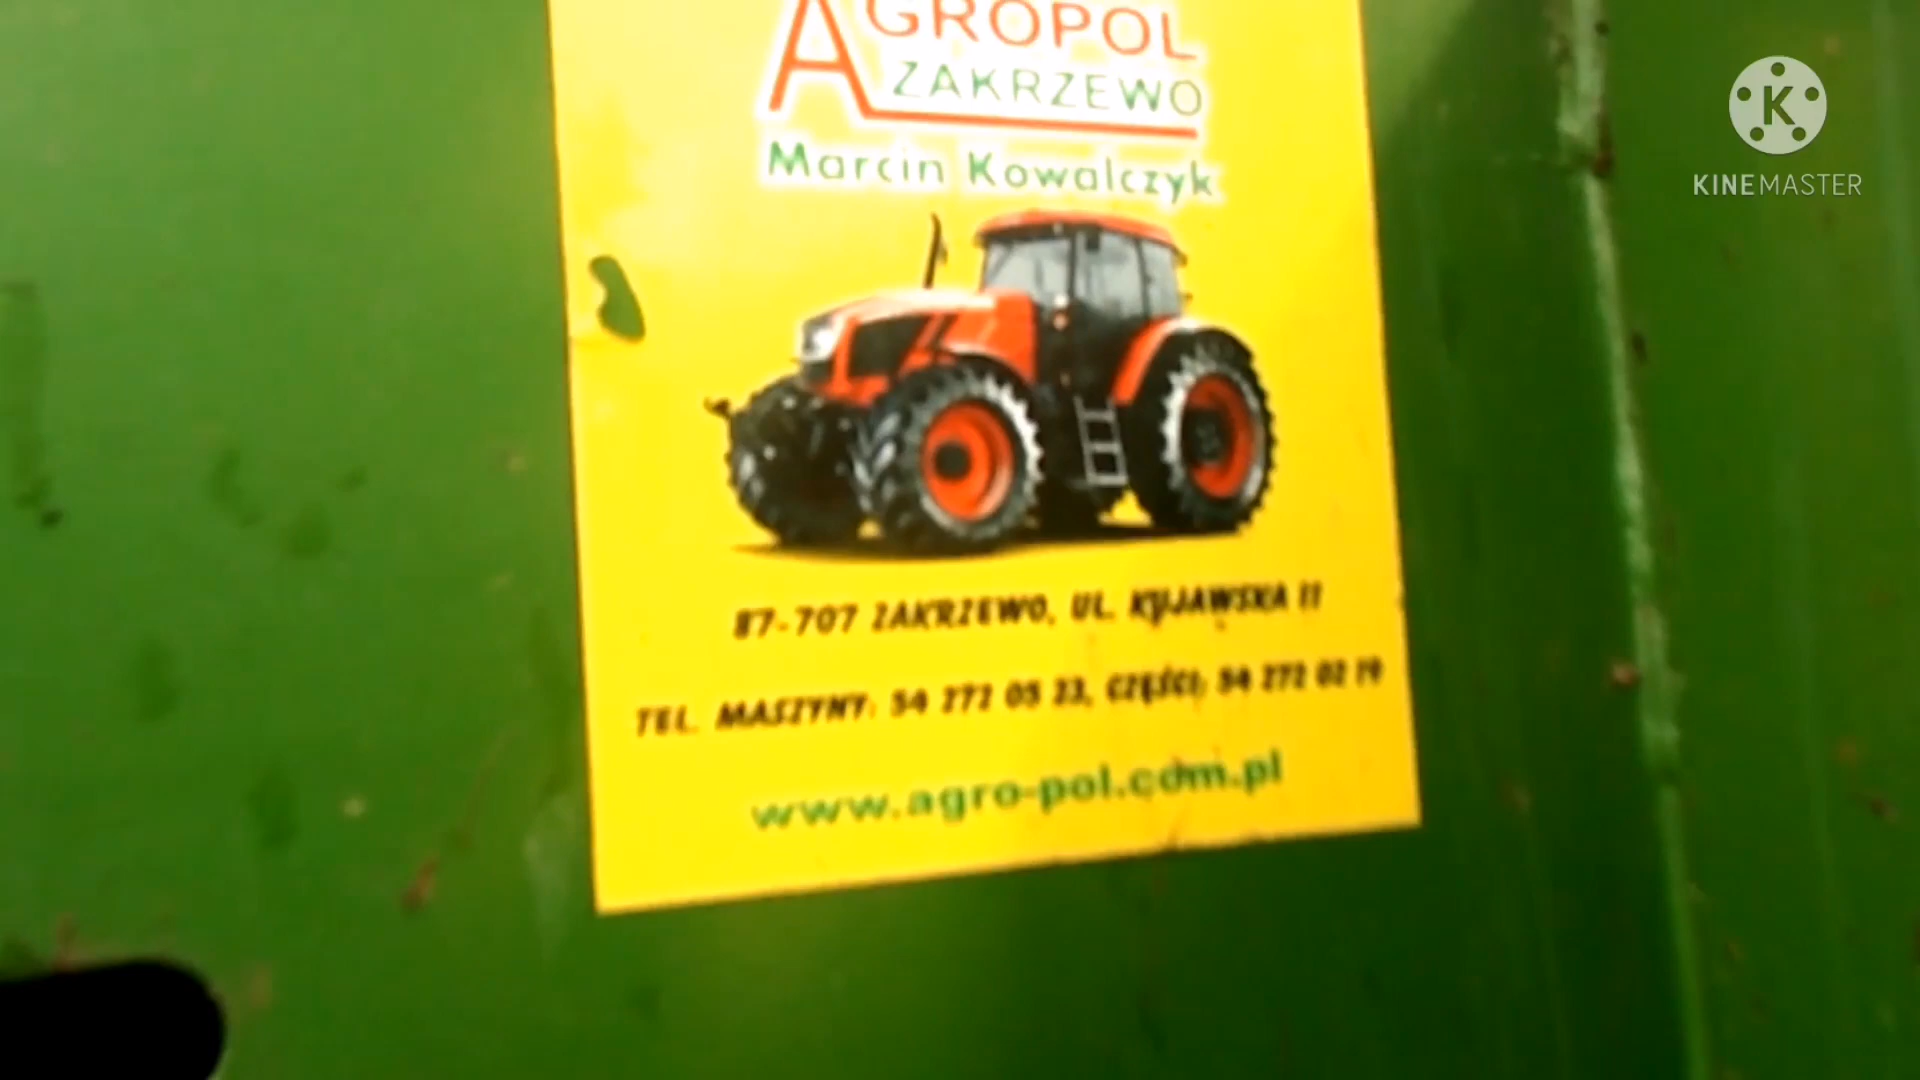 AGROPOL
ZAKRZEWO
Marcin Kowalczyk
87-707 ZAKRZEWO, UL. KUJAWSKA 11
TEL. MASZYNY: 54 272 05 23, CZĘŚCI: 54 272 02 19
www.agro-pol.com.pl
K
KINEMASTER